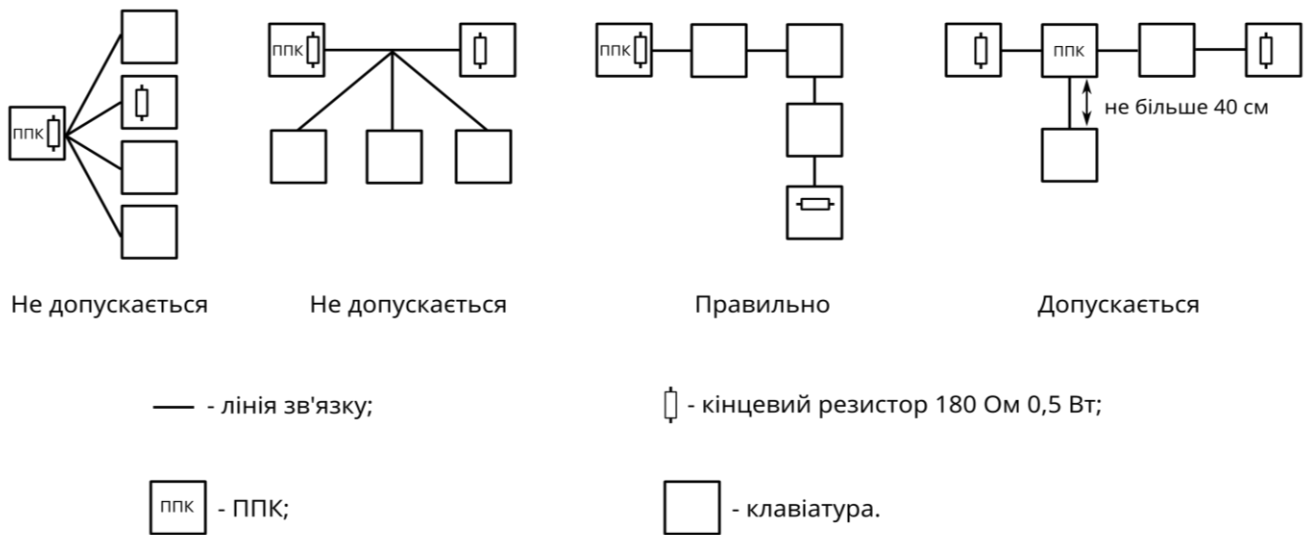 ппк
ппк
ппк
ппк
не більше 40 см
Не допускається
Не допускається
Правильно
Допускається
- лінія зв'язку;
- кінцевий резистор 180 Ом 0,5 Вт;
ппк - ППК;
- клавіатура.